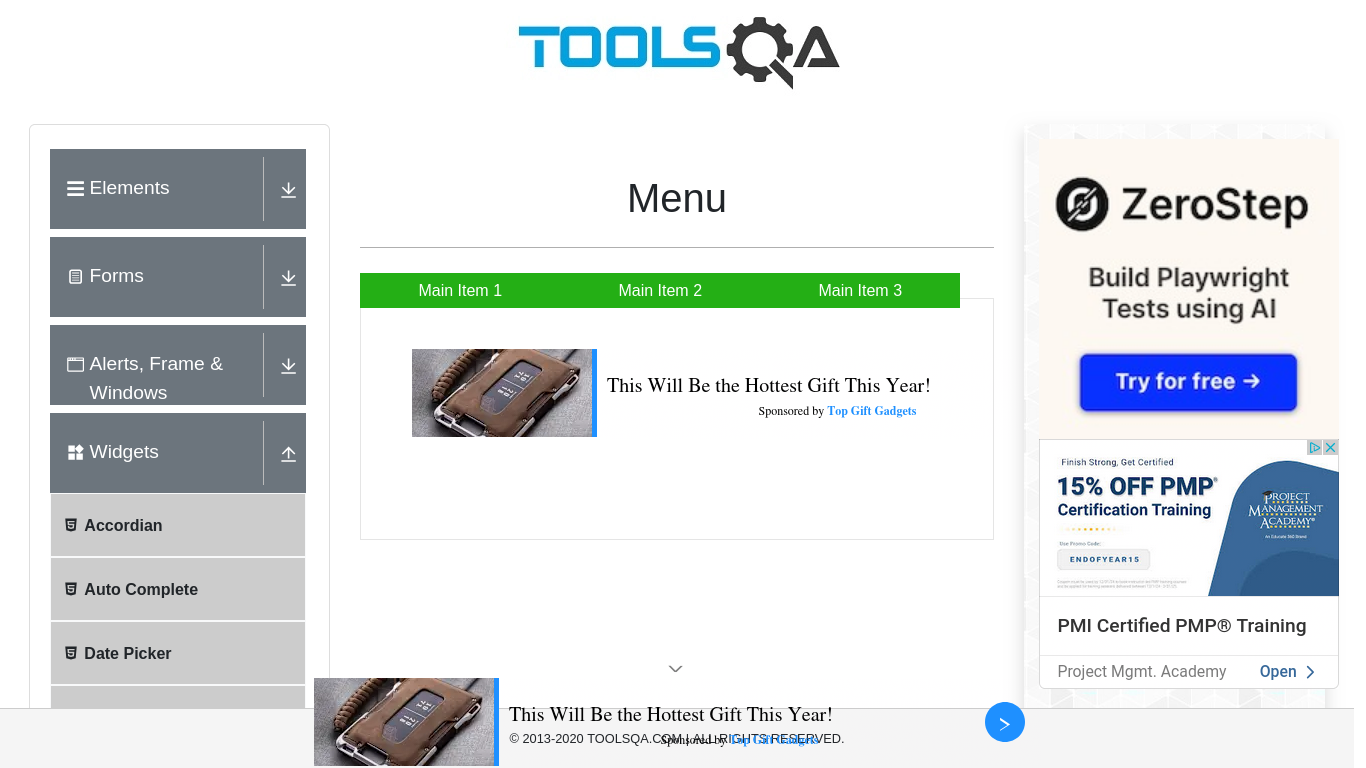 TOOLSQA
Elements
Forms
Alerts, Frame &
Windows
Widgets
Accordian
Auto Complete
Date Picker
Menu
Main Item 1
Main Item 2
Main Item 3
This Will Be the Hottest Gift This Year!
Sponsored by Top Gift Gadgets
ZeroStep
Build Playwright
Tests using AI
Try for free →
Finish Strong, Get Certified
15% OFF PMP®
Certification Training
Use Promo Code:
ENDOFYEAR15
PROJECT
MANAGEMENT
ACADEMY®
An Educate 360 Brand
PMI Certified PMP® Training
Project Mgmt. Academy
Open
This Will Be the Hottest Gift This Year!
Sponsored by Top Gift Gadgets
© 2013-2020 TOOLSQA.COM | ALL RIGHTS RESERVED.